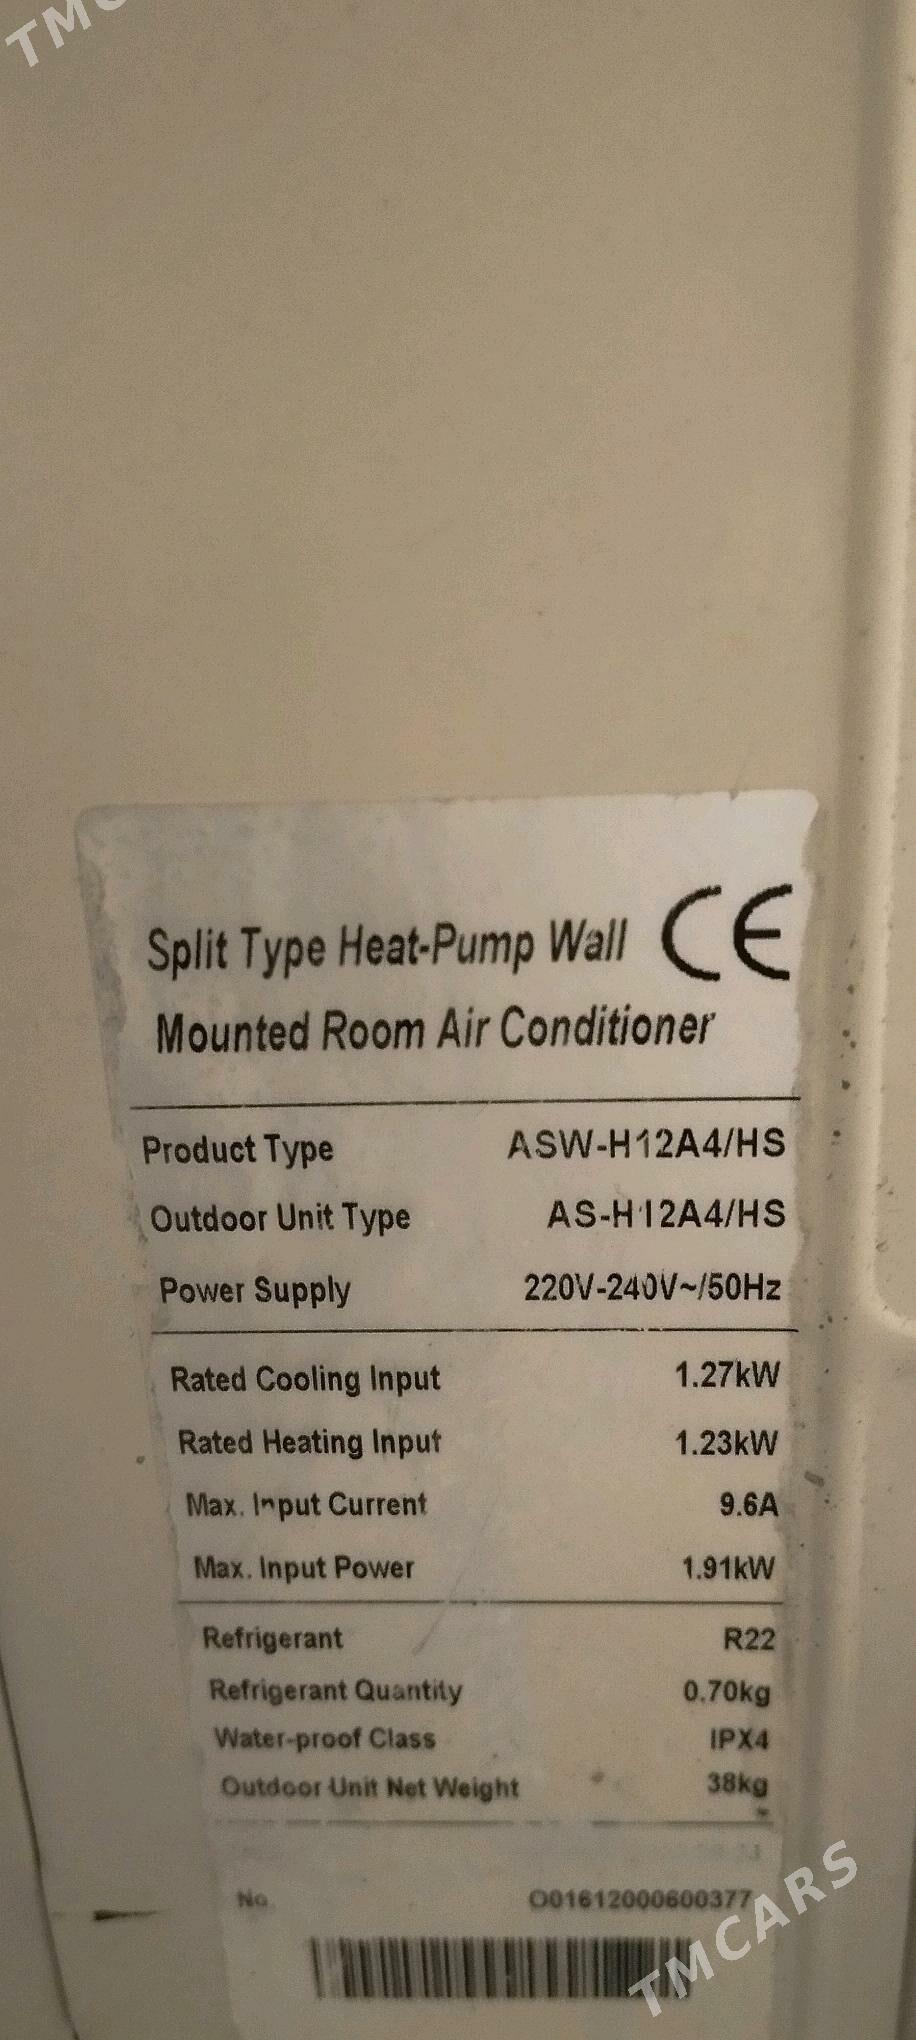 TMC
Split Type Heat-Pump Wall CE
Mounted Room Air Conditioner
Product Type ASW-H12A4/HS
Outdoor Unit Type AS-H12A4/HS
Power Supply 220V-240V~/50Hz
Rated Cooling Input 1.27kW
Rated Heating Input 1.23kW
Max. Input Current 9.6A
Max. Input Power 1.91kW
Refrigerant R22
Refrigerant Quantity 0.70kg
Water-proof Class IPX4
Outdoor Unit Net Weight 38kg
No. O01612000600377
TMCARS